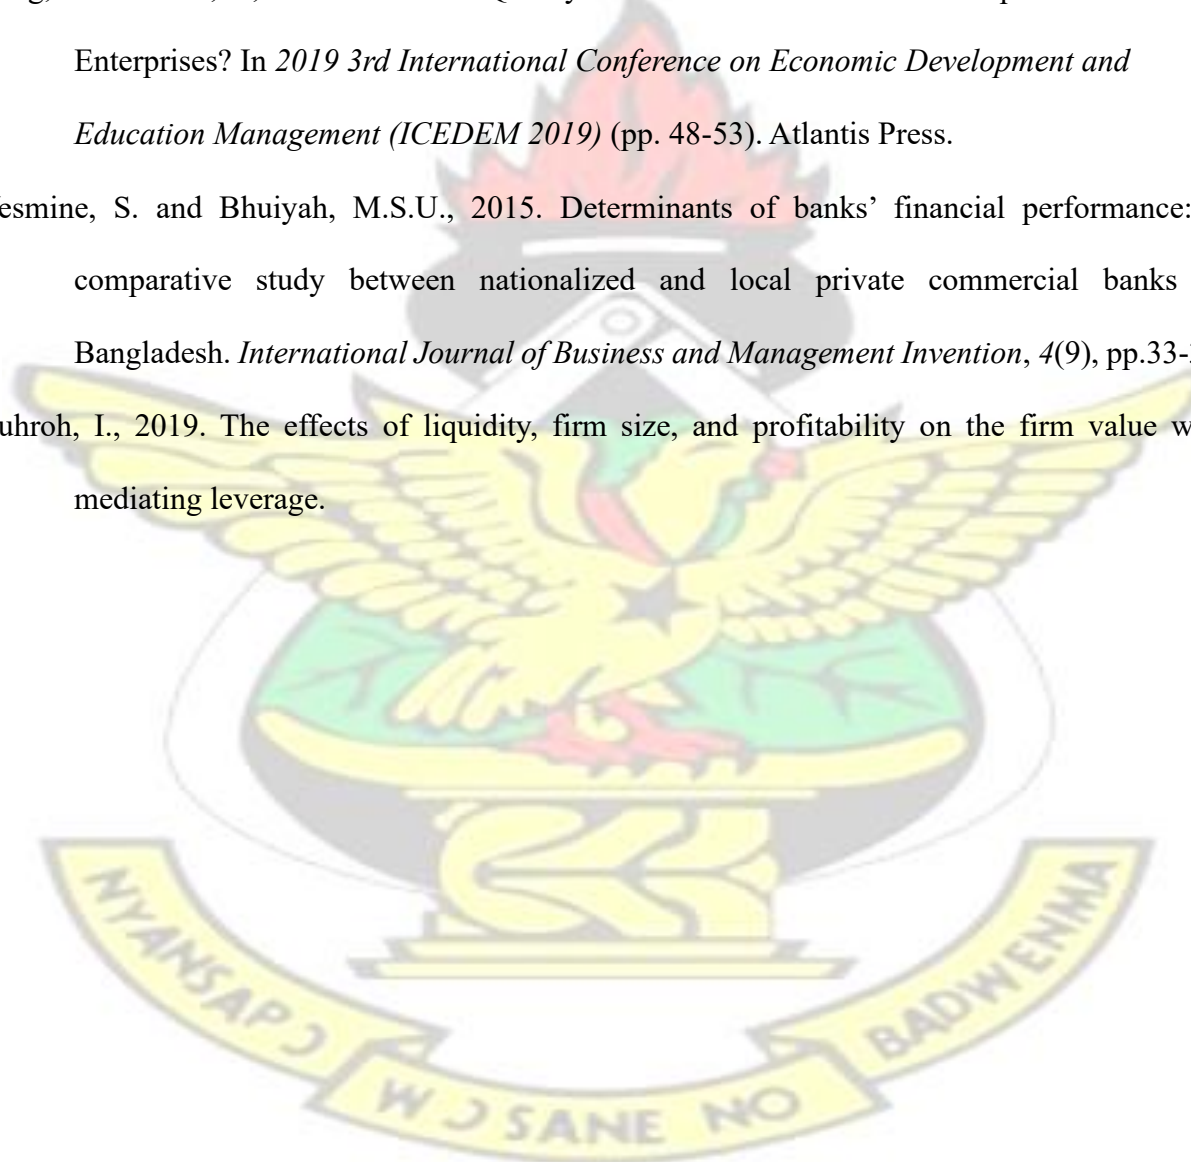 Enterprises? In 2019 3rd International Conference on Economic Development and
Education Management (ICEDEM 2019) (pp. 48-53). Atlantis Press.
esmine, S. and Bhuiyah, M.S.U., 2015. Determinants of banks’ financial performance:
comparative study between nationalized and local private commercial banks
Bangladesh. International Journal of Business and Management Invention, 4(9), pp.33-
uhroh, I., 2019. The effects of liquidity, firm size, and profitability on the firm value w
mediating leverage.
NYANSAPƆ WƆSANE NO BADWENMA